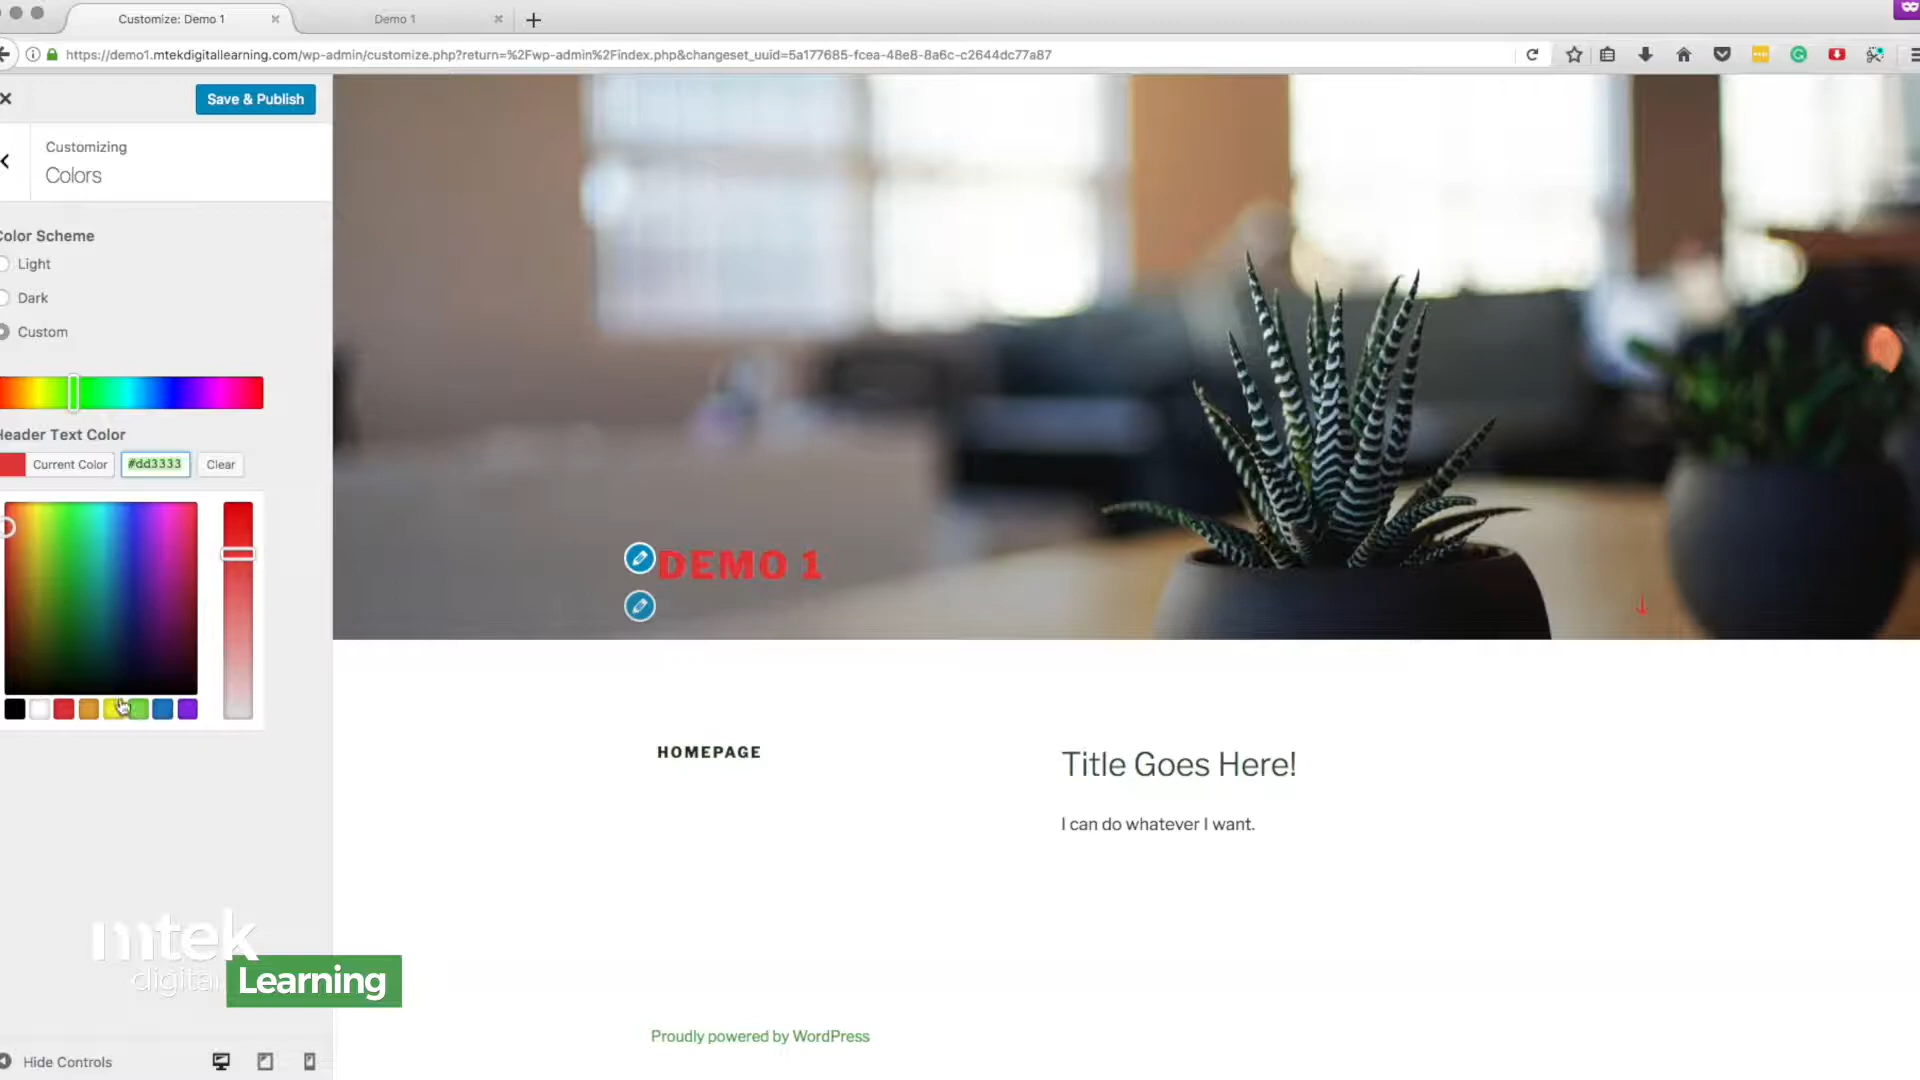 Customize: Demo 1
Demo 1
https://demo1.mtekdigitallearning.com/wp-admin/customize.php?return=%2Fwp-admin%2Findex.php&changeset_uuid=5a177685-fcea-48e8-8a6c-c2644dc77a87
Save & Publish
Customizing
Colors
Color Scheme
Light
Dark
Custom
Header Text Color
Current Color
#dd3333
Clear
DEMO 1
HOMEPAGE
Title Goes Here!
I can do whatever I want.
mtek
digital
Learning
Proudly powered by WordPress
Hide Controls